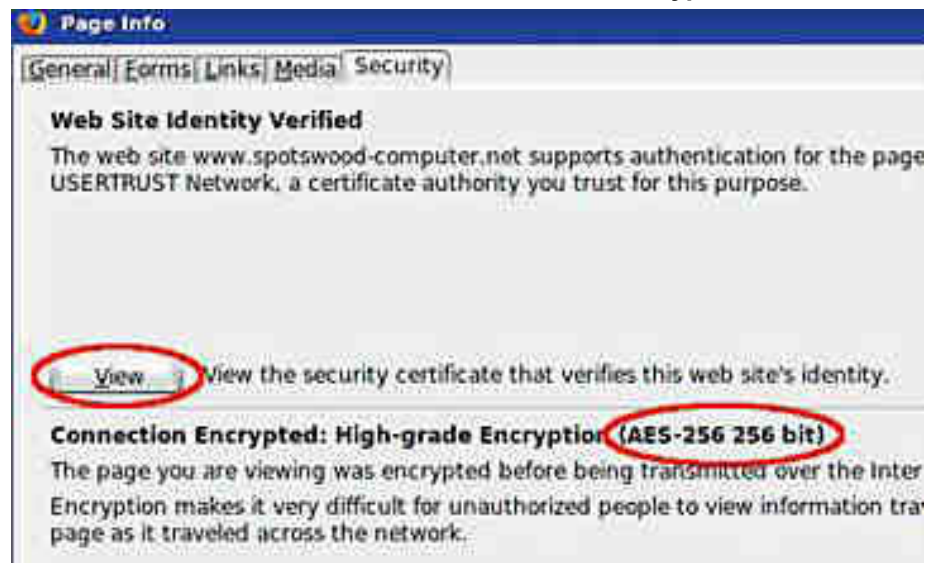 Page Info
General Forms Links Media Security
Web Site Identity Verified
The web site www.spotswood-computer.net supports authentication for the page
USERTRUST Network, a certificate authority you trust for this purpose.
View View the security certificate that verifies this web site's identity.
Connection Encrypted: High-grade Encryption (AES-256 256 bit)
The page you are viewing was encrypted before being transmitted over the Inter
Encryption makes it very difficult for unauthorized people to view information tra
page as it traveled across the network.